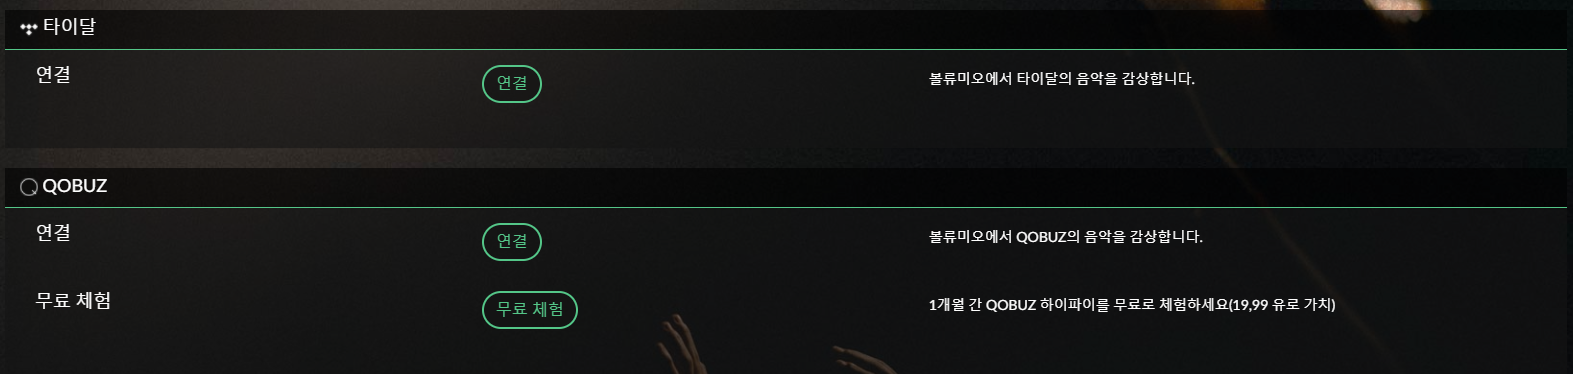 타이달
연결 연결 볼류미오에서 타이달의 음악을 감상합니다.
QOBUZ
연결 연결 볼류미오에서 QOBUZ의 음악을 감상합니다.
무료 체험 무료 체험 1개월 간 QOBUZ 하이파이를 무료로 체험하세요(19,99 유로 가치)